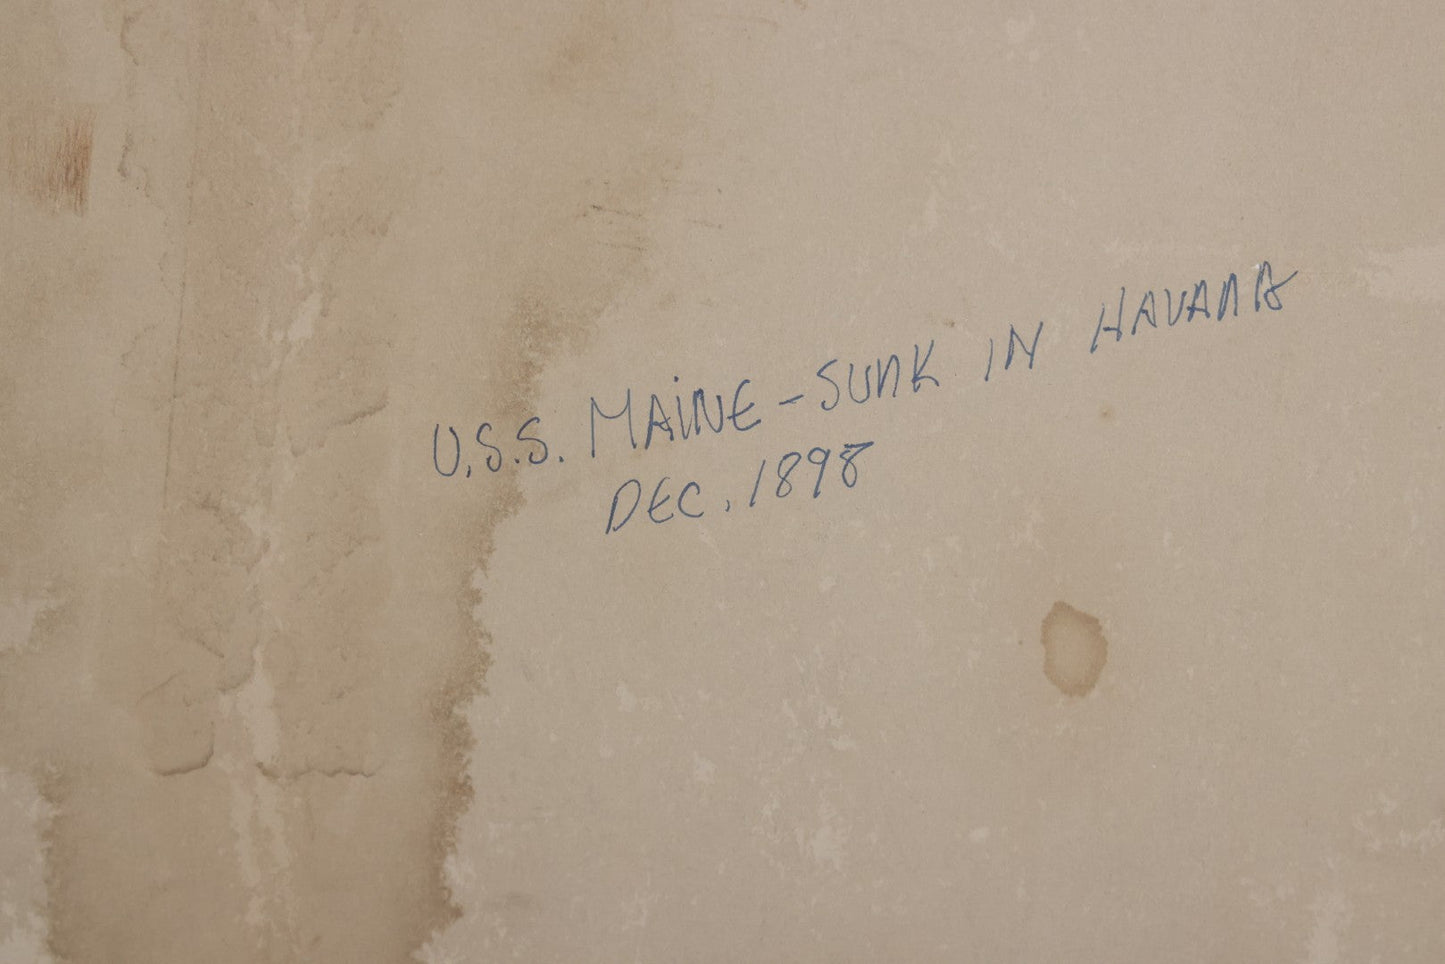 U.S.S. MAINE - SUNK IN HAVANA
DEC. 1898